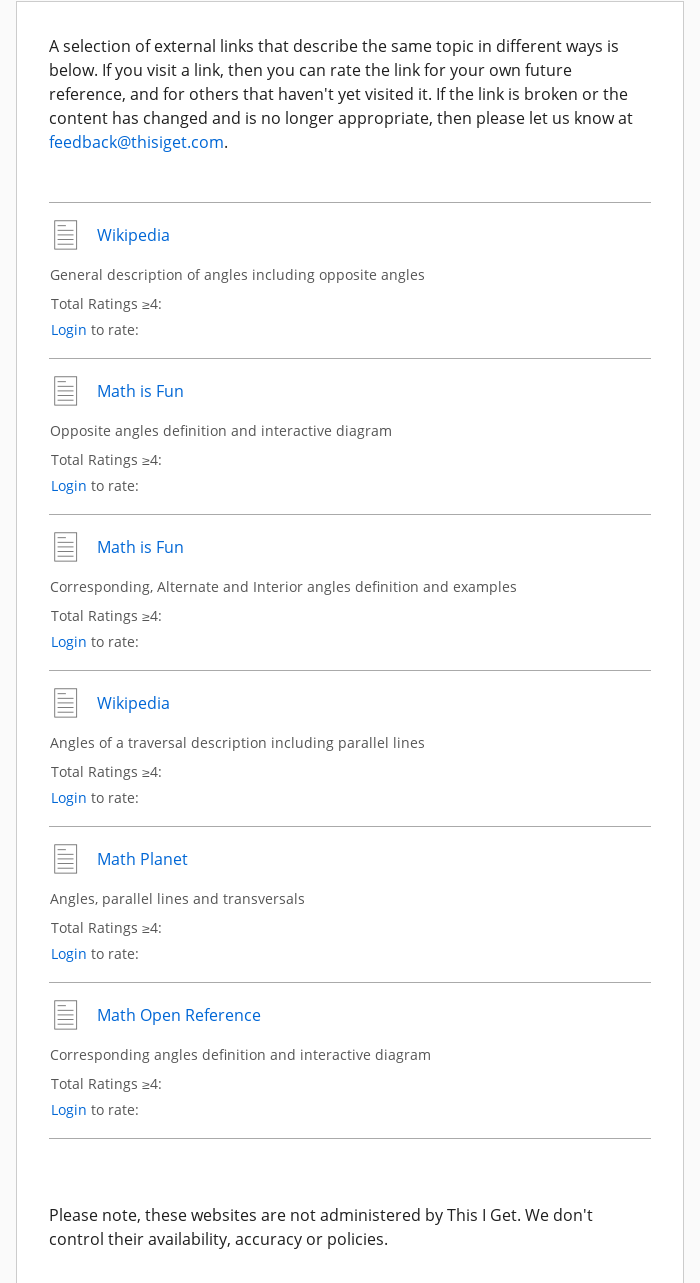 A selection of external links that describe the same topic in different ways is
below. If you visit a link, then you can rate the link for your own future
reference, and for others that haven't yet visited it. If the link is broken or the
content has changed and is no longer appropriate, then please let us know at
feedback@thisiget.com.
Wikipedia
General description of angles including opposite angles
Total Ratings ≥4:
Login to rate:
Math is Fun
Opposite angles definition and interactive diagram
Total Ratings ≥4:
Login to rate:
Math is Fun
Corresponding, Alternate and Interior angles definition and examples
Total Ratings ≥4:
Login to rate:
Wikipedia
Angles of a traversal description including parallel lines
Total Ratings ≥4:
Login to rate:
Math Planet
Angles, parallel lines and transversals
Total Ratings ≥4:
Login to rate:
Math Open Reference
Corresponding angles definition and interactive diagram
Total Ratings ≥4:
Login to rate:
Please note, these websites are not administered by This I Get. We don't
control their availability, accuracy or policies.